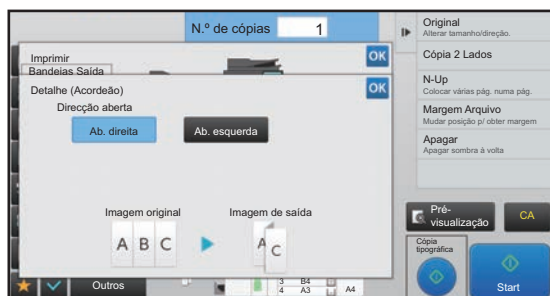 N.º de cópias 1
Imprimir
OK
Bandejas Saída
Detalhe (Acordeão)
OK
Direcção aberta
Ab. direita
Ab. esquerda
Imagem original
Imagem de saída
A B C
A C
Outros
3 B4
4 A3
A4
Original
Alterar tamanho/direção.
Cópia 2 Lados
N-Up
Colocar várias pág. numa pág.
Margem Arquivo
Mudar posição p/ obter margem
Apagar
Apagar sombra à volta
Pré-
visualização
CA
Cópia
tipográfica
Start